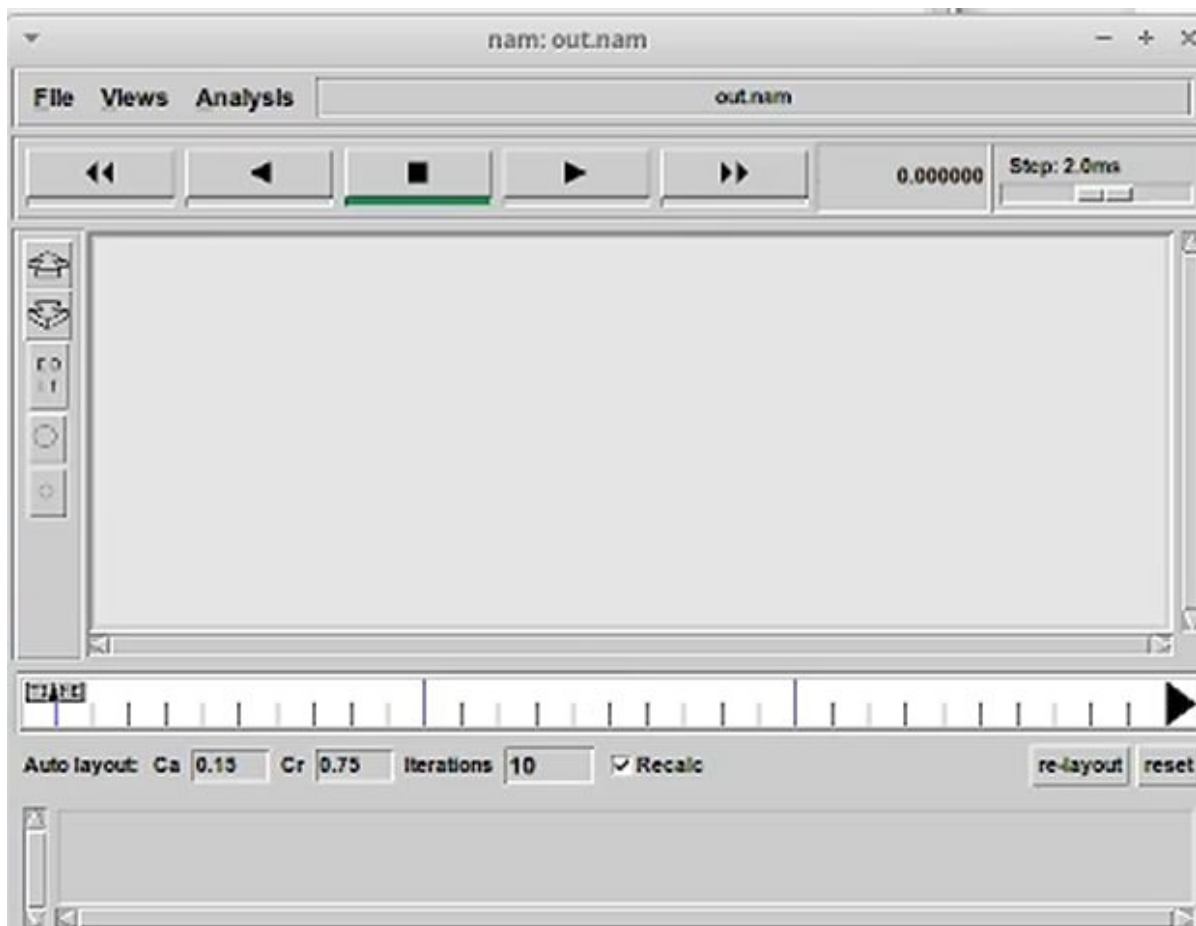 nam: out.nam
File Views Analysis out.nam
0.000000 Step: 2.0ms
TIME
Auto layout: Ca 0.15 Cr 0.75 Iterations 10 Recalc re-layout reset